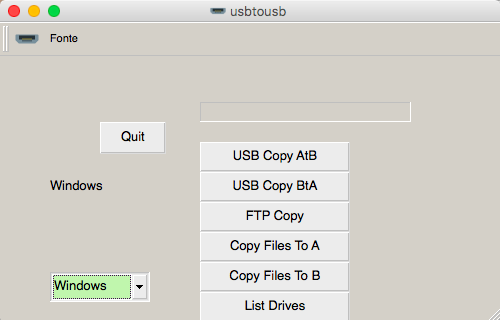 usbtousb
Fonte
Quit
USB Copy AtB
Windows
USB Copy BtA
FTP Copy
Copy Files To A
Windows
Copy Files To B
List Drives